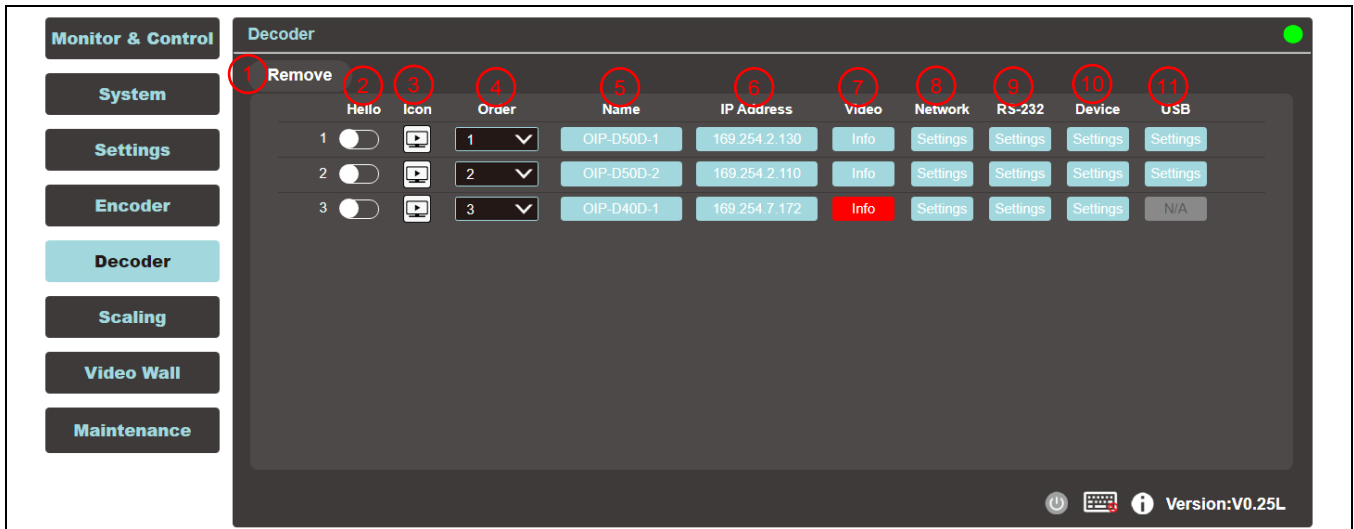 Monitor & Control
System
Settings
Encoder
Decoder
Scaling
Video Wall
Maintenance
Decoder
1 Remove
2 3 4 5 6 7 8 9 10 11
Hello Icon Order Name IP Address Video Network RS-232 Device USB
1 1 OIP-D50D-1 169.254.2.130 Info Settings Settings Settings Settings
2 2 OIP-D50D-2 169.254.2.110 Info Settings Settings Settings Settings
3 3 OIP-D40D-1 169.254.7.172 Info Settings Settings Settings N/A
Version:V0.25L